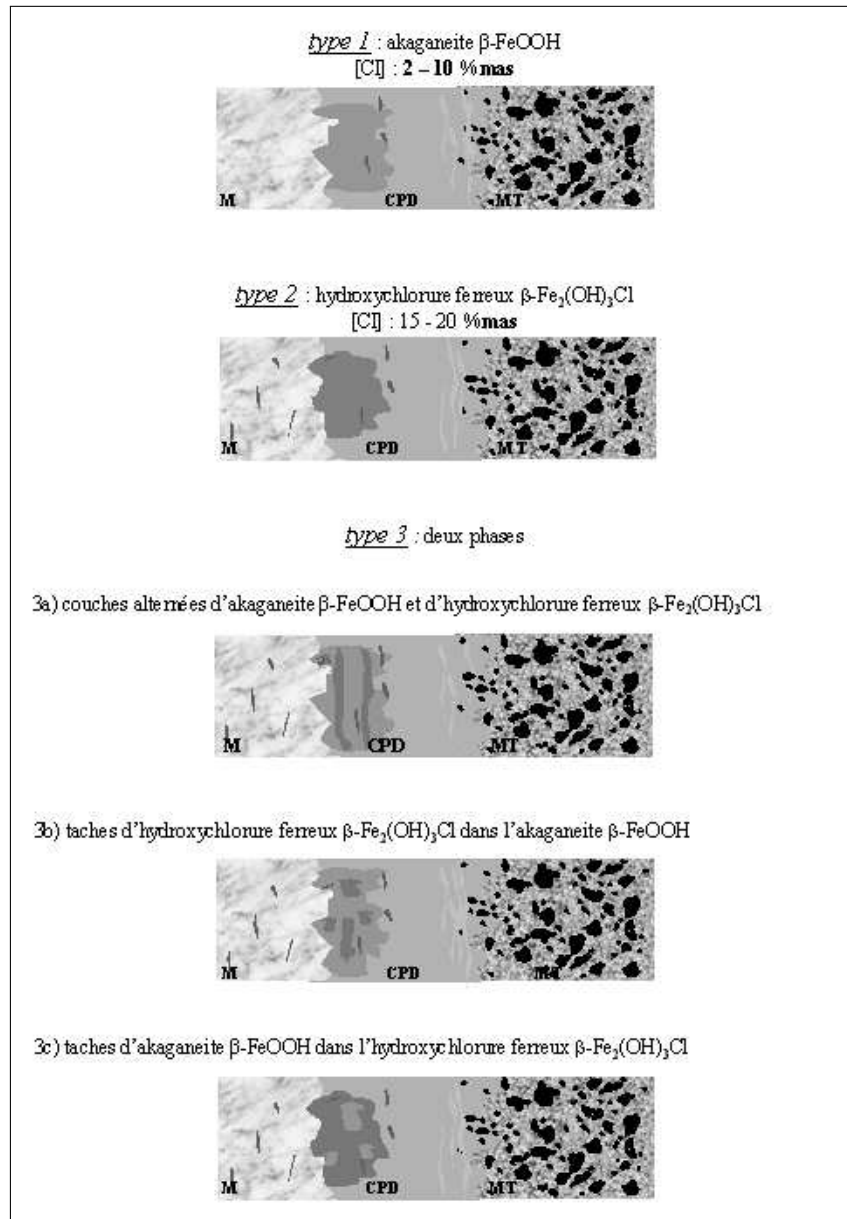 type 1 : akaganeite β-FeOOH
[Cl] : 2 – 10 %mas
M CPD MT
type 2 : hydroxychlorure ferreux β-Fe₂(OH)₃Cl
[Cl] : 15 - 20 %mas
M CPD MT
type 3 : deux phases
3a) couches alternées d’akaganeite β-FeOOH et d’hydroxychlorure ferreux β-Fe₂(OH)₃Cl
M CPD MT
3b) taches d’hydroxychlorure ferreux β-Fe₂(OH)₃Cl dans l’akaganeite β-FeOOH
M CPD MT
3c) taches d’akaganeite β-FeOOH dans l’hydroxychlorure ferreux β-Fe₂(OH)₃Cl
M CPD MT